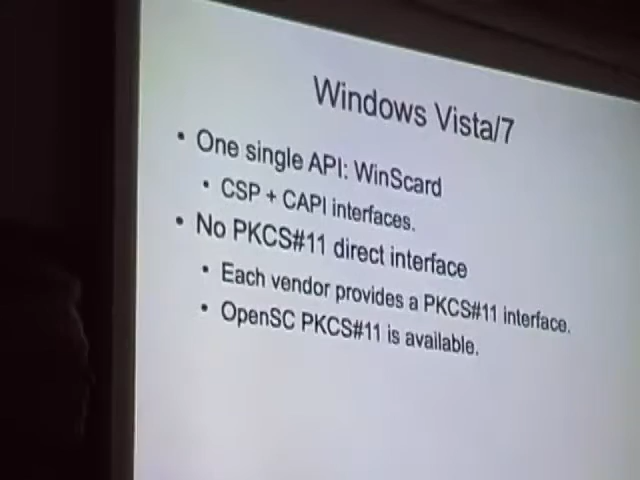 Windows Vista/7
• One single API: WinScard
• CSP + CAPI interfaces.
• No PKCS#11 direct interface
• Each vendor provides a PKCS#11 interface.
• OpenSC PKCS#11 is available.